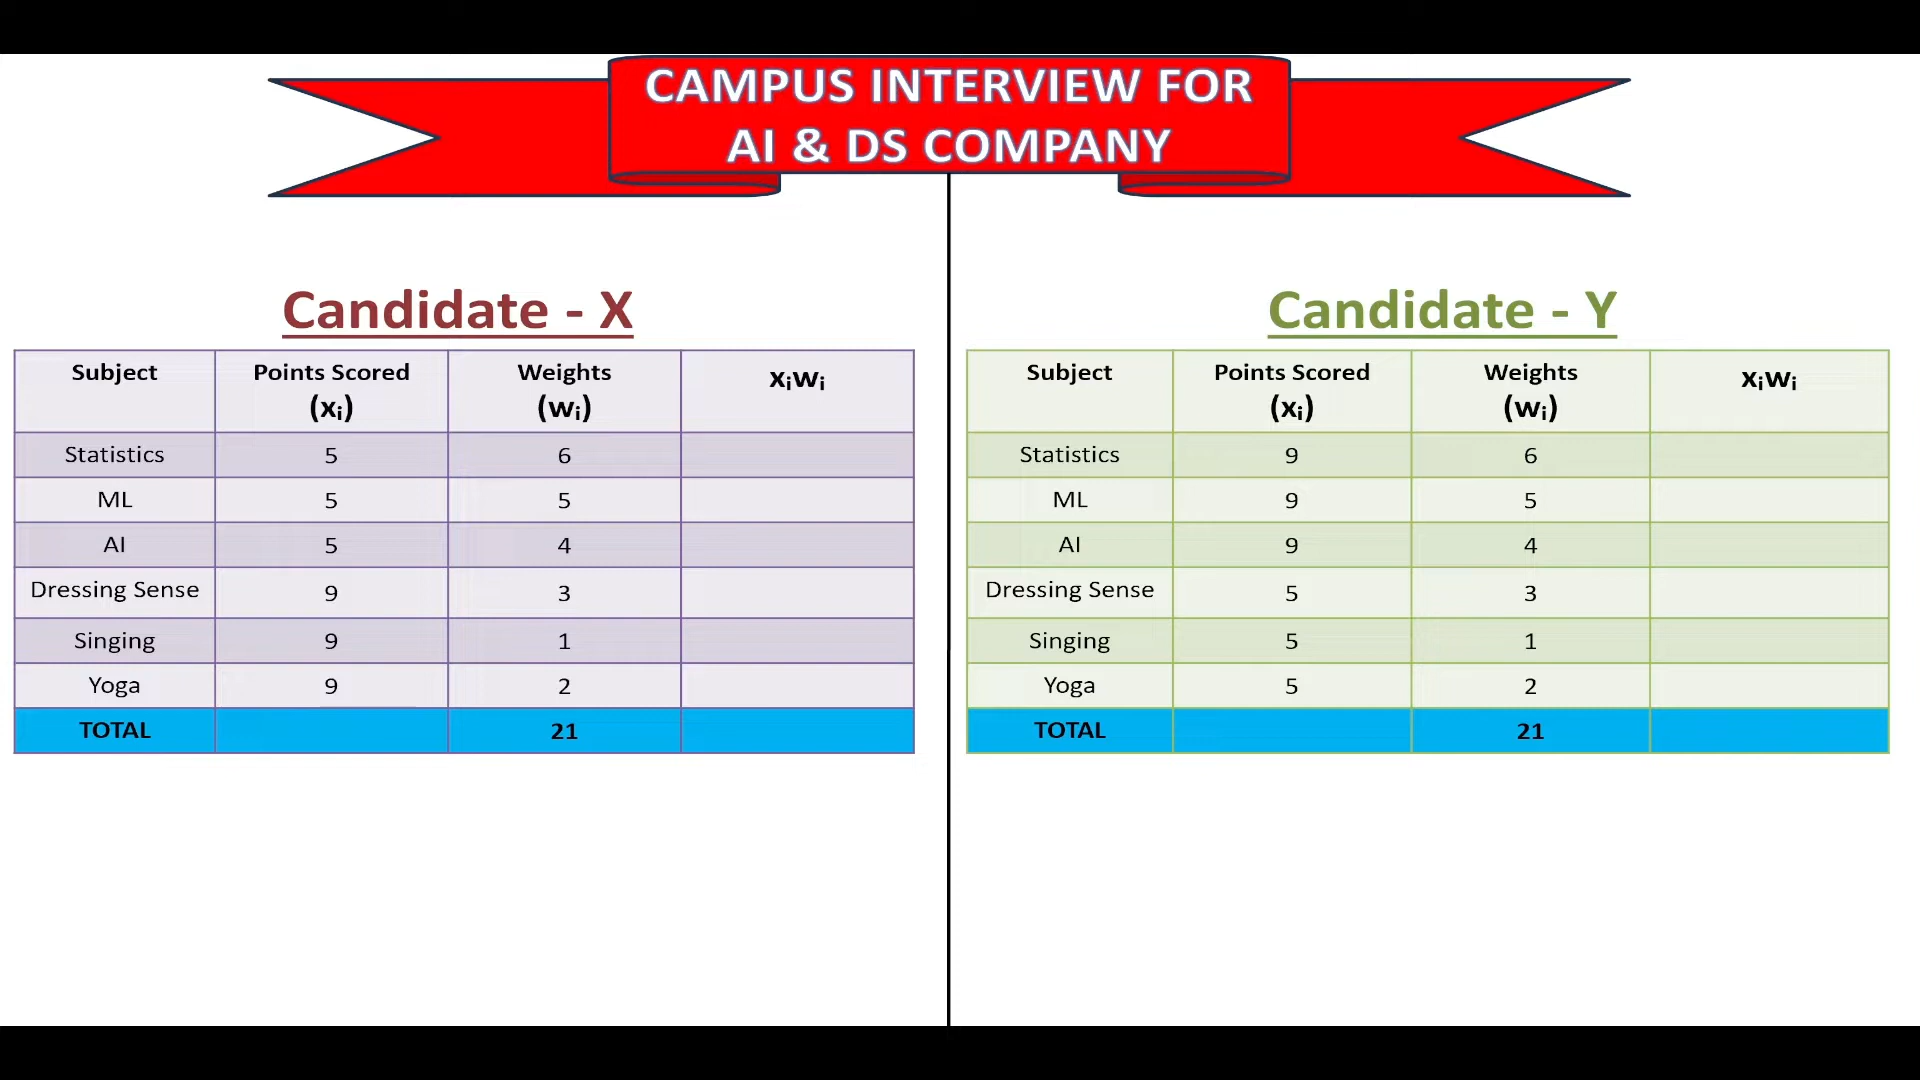 CAMPUS INTERVIEW FOR
AI & DS COMPANY
Candidate - X
Subject Points Scored (xᵢ) Weights (wᵢ) xᵢwᵢ
Statistics 5 6
ML 5 5
AI 5 4
Dressing Sense 9 3
Singing 9 1
Yoga 9 2
TOTAL 21
Candidate - Y
Subject Points Scored (xᵢ) Weights (wᵢ) xᵢwᵢ
Statistics 9 6
ML 9 5
AI 9 4
Dressing Sense 5 3
Singing 5 1
Yoga 5 2
TOTAL 21